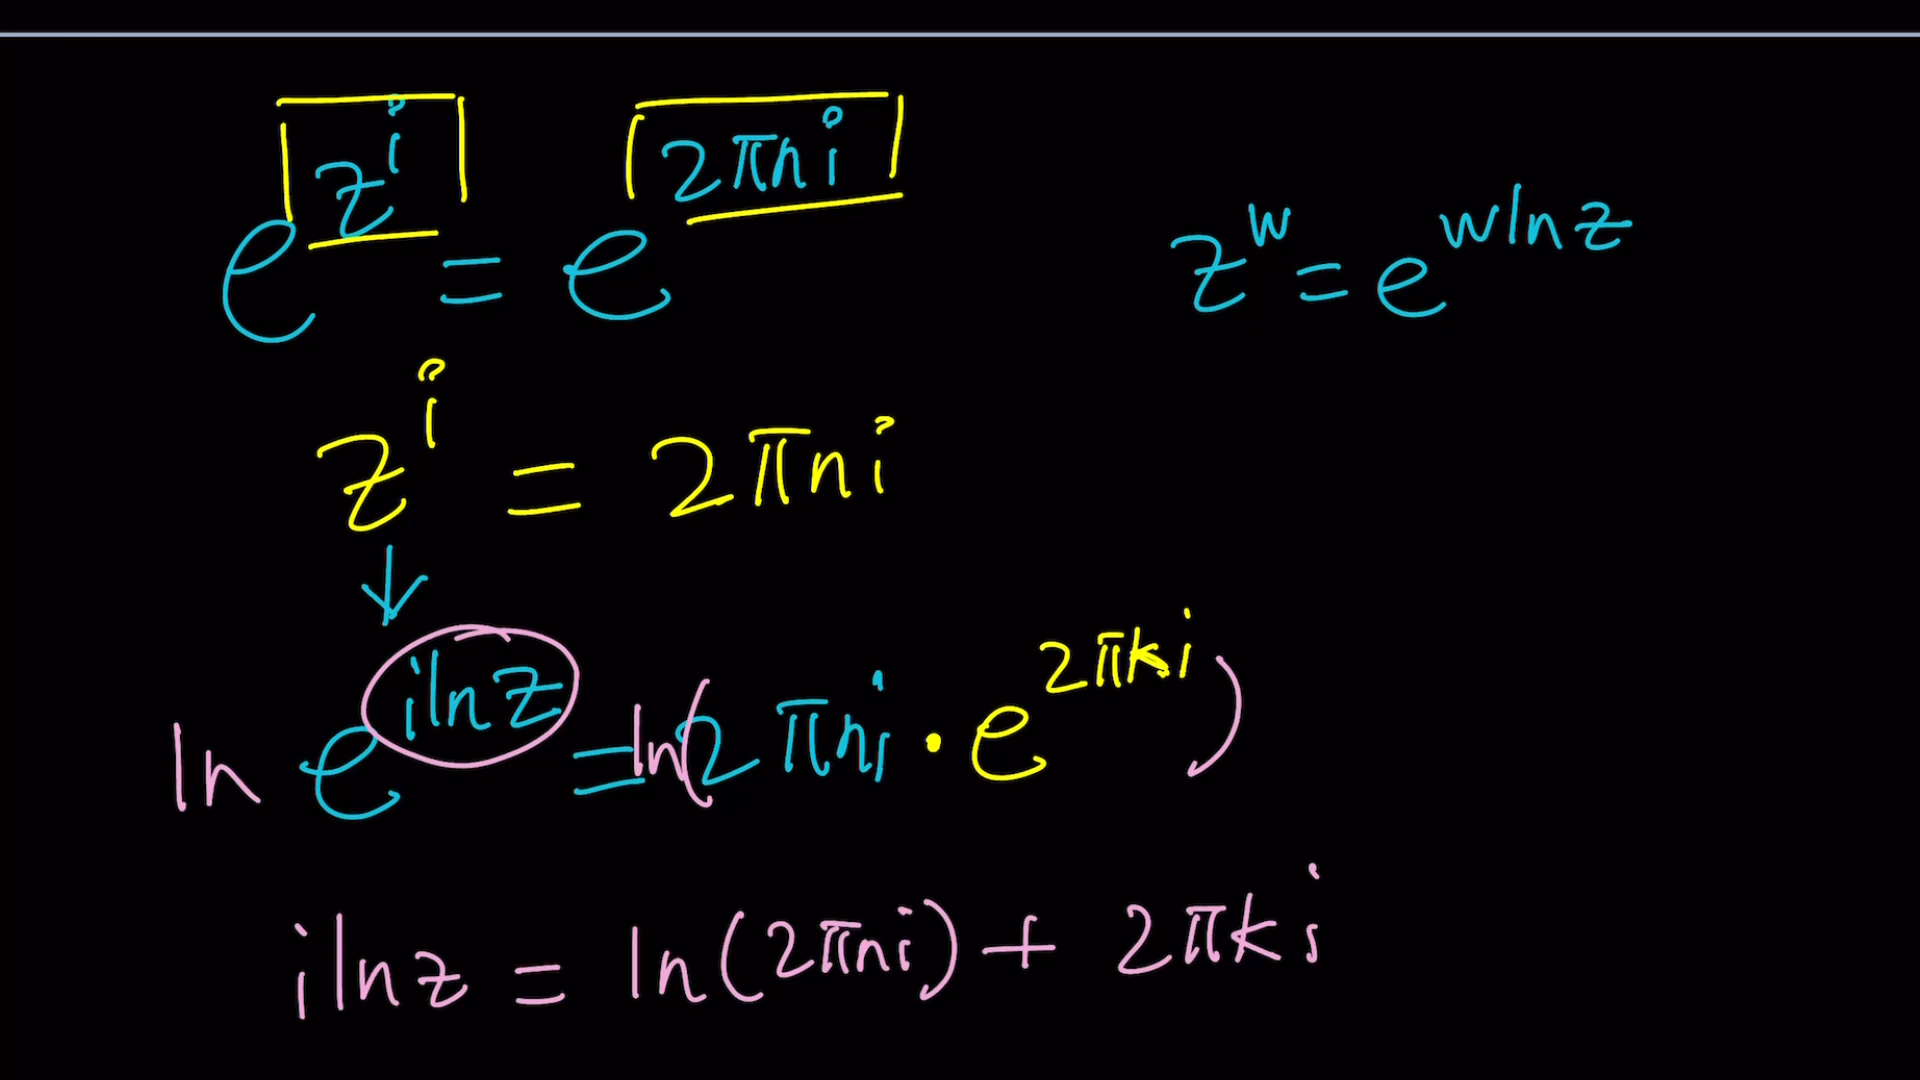 e^{z^i} = e^{2πni}
z^w = e^{w ln z}
z^i = 2πni
ln e^{i ln z} = ln(2πni · e^{2πki})
i ln z = ln(2πni) + 2πki